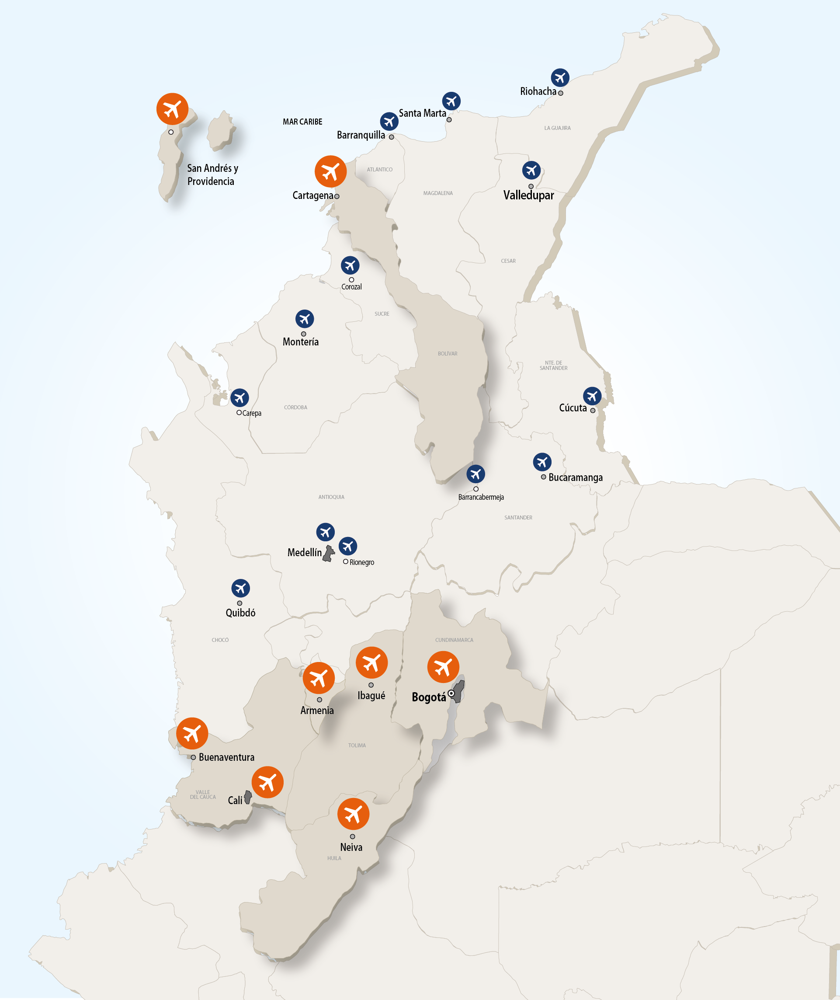 Riohacha
Santa Marta
MAR CARIBE
LA GUAJIRA
Barranquilla
San Andrés y
Providencia
ATLÁNTICO
Cartagena
MAGDALENA
Valledupar
CESAR
Corozal
SUCRE
Montería
BOLÍVAR
NTE. DE
SANTANDER
CÓRDOBA
Cúcuta
Carepa
Bucaramanga
ANTIOQUIA
Barrancabermeja
SANTANDER
Medellín
Rionegro
Quibdó
CHOCÓ
CUNDINAMARCA
Ibagué
Bogotá
Armenia
TOLIMA
Buenaventura
VALLE
DEL CAUCA
Cali
Neiva
HUILA